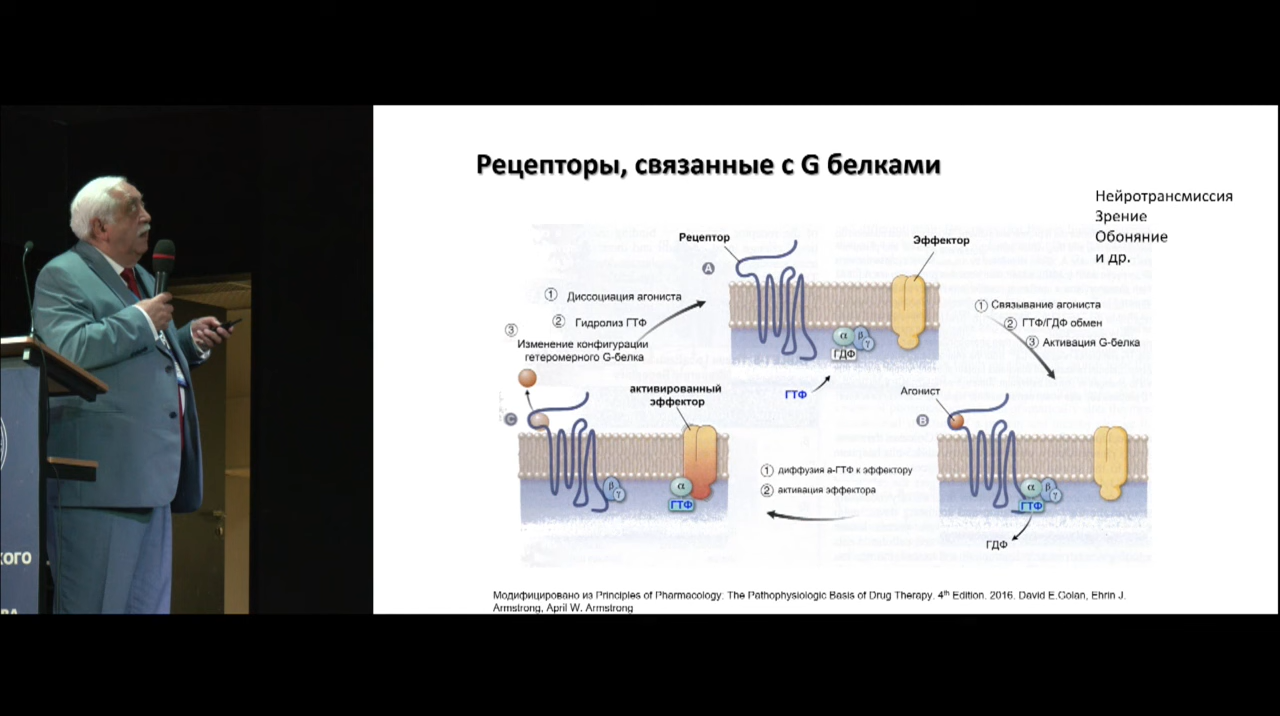 Рецепторы, связанные с G белками
Нейротрансмиссия
Зрение
Обоняние
и др.
Рецептор
Эффектор
A
① Диссоциация агониста
② Гидролиз ГТФ
③
Изменение конфигурации
гетеромерного G-белка
① Связывание агониста
② ГТФ/ГДФ обмен
③ Активация G-белка
α
β
γ
ГДФ
ГТФ
активированный
эффектор
Агонист
C
B
① диффузия а-ГТФ к эффектору
② активация эффектора
β
γ
α
ГТФ
α
β
γ
ГТФ
ГДФ
Модифицировано из Principles of Pharmacology: The Pathophysiologic Basis of Drug Therapy. 4th Edition. 2016. David E.Golan, Ehrin J.
Armstrong, April W. Armstrong